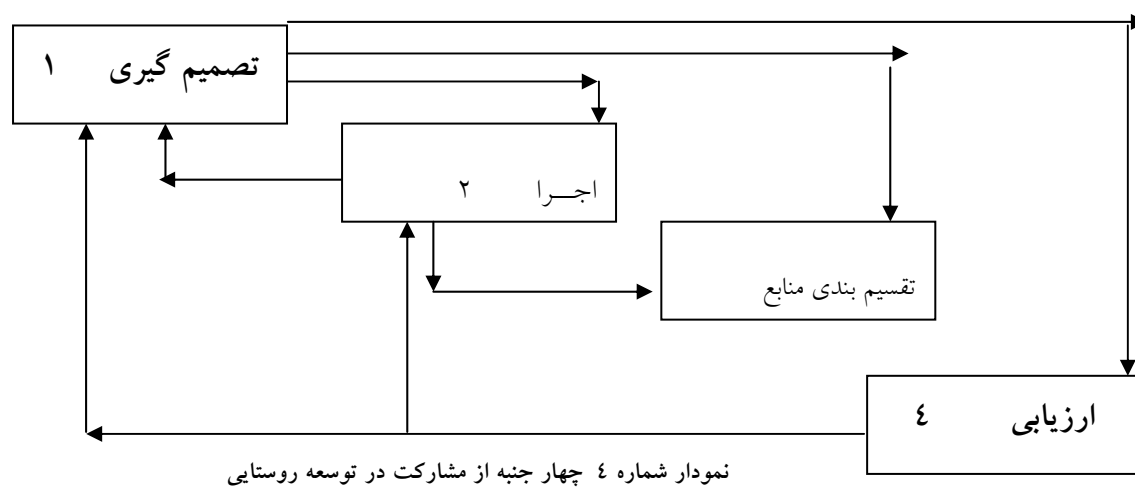 تصمیم گیری ۱
اجــرا ۲
تقسیم بندی منابع
ارزیابی ٤
نمودار شماره ٤ چهار جنبه از مشارکت در توسعه روستایی